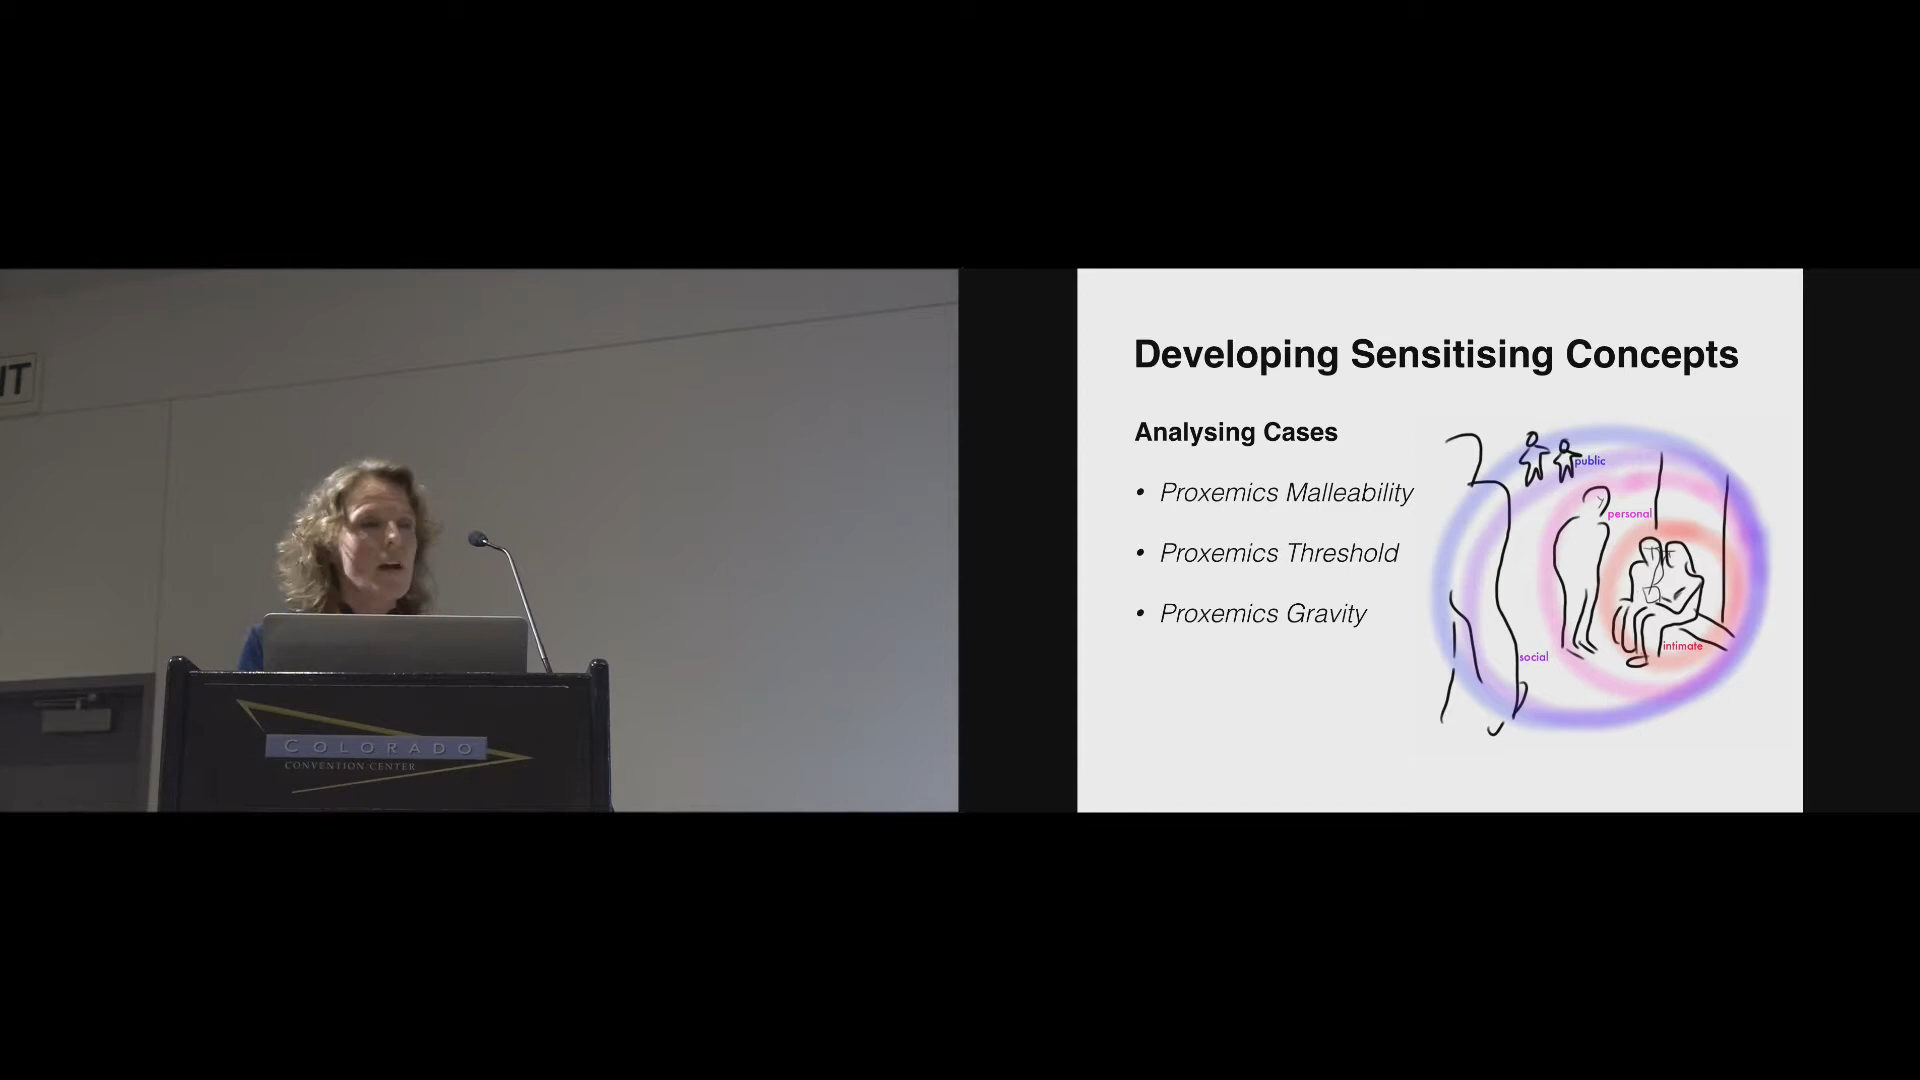 IT
COLORADO
CONVENTION CENTER
Developing Sensitising Concepts
Analysing Cases
• Proxemics Malleability
• Proxemics Threshold
• Proxemics Gravity
public
personal
social
intimate